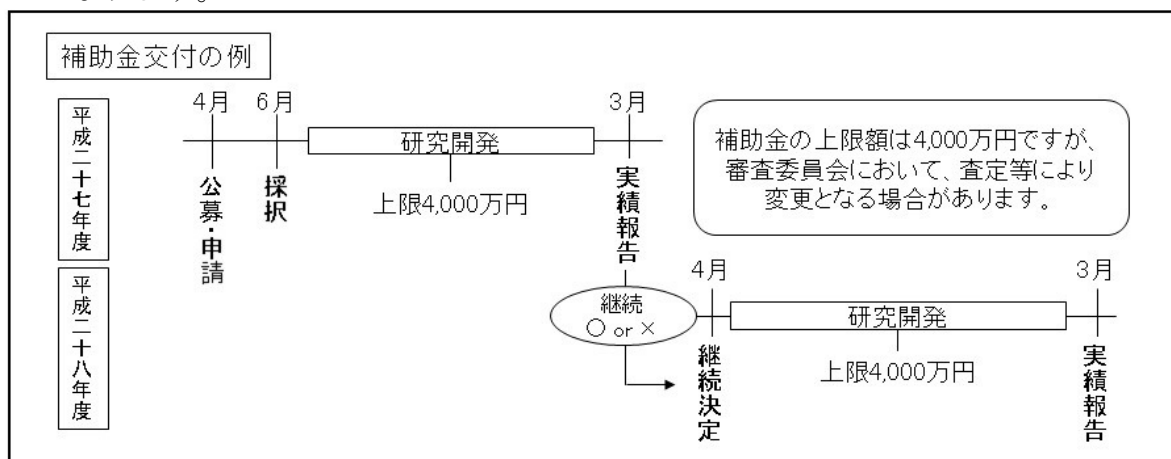 補助金交付の例
平成二十七年度
4月
6月
3月
研究開発
上限4,000万円
公募・申請
採択
実績報告
補助金の上限額は4,000万円ですが、
審査委員会において、査定等により
変更となる場合があります。
平成二十八年度
継続
○ or ×
4月
3月
研究開発
上限4,000万円
継続決定
実績報告